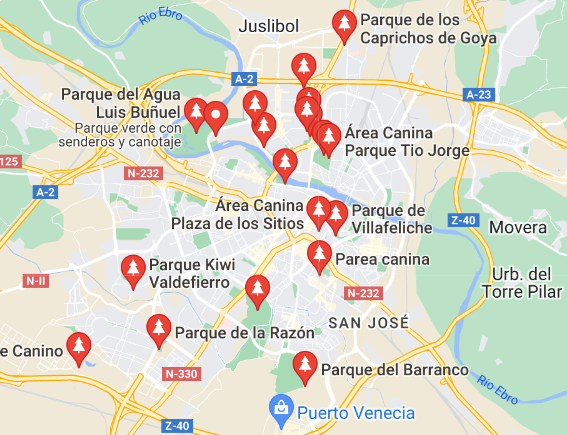 Río Ebro
Juslibol
Parque de los
Caprichos de Goya
A-2
Parque del Agua
Luis Buñuel
Parque verde con
senderos y canotaje
A-23
Área Canina
Parque Tio Jorge
125
N-232
A-2
Área Canina
Plaza de los Sitios
Parque de
Villafeliche
Z-40
Movera
Parque Kiwi
Valdefierro
Parea canina
N-II
Urb. del
Torre Pilar
N-232
SAN JOSÉ
Parque de la Razón
e Canino
N-330
Parque del Barranco
Río Ebro
Puerto Venecia
Z-40